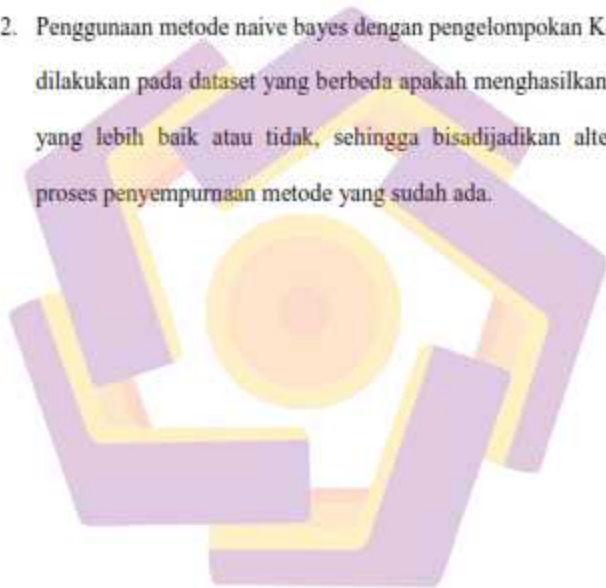 2. Penggunaan metode naive bayes dengan pengelompokan K
dilakukan pada dataset yang berbeda apakah menghasilkan
yang lebih baik atau tidak, sehingga bisadijadikan alte
proses penyempurnaan metode yang sudah ada.